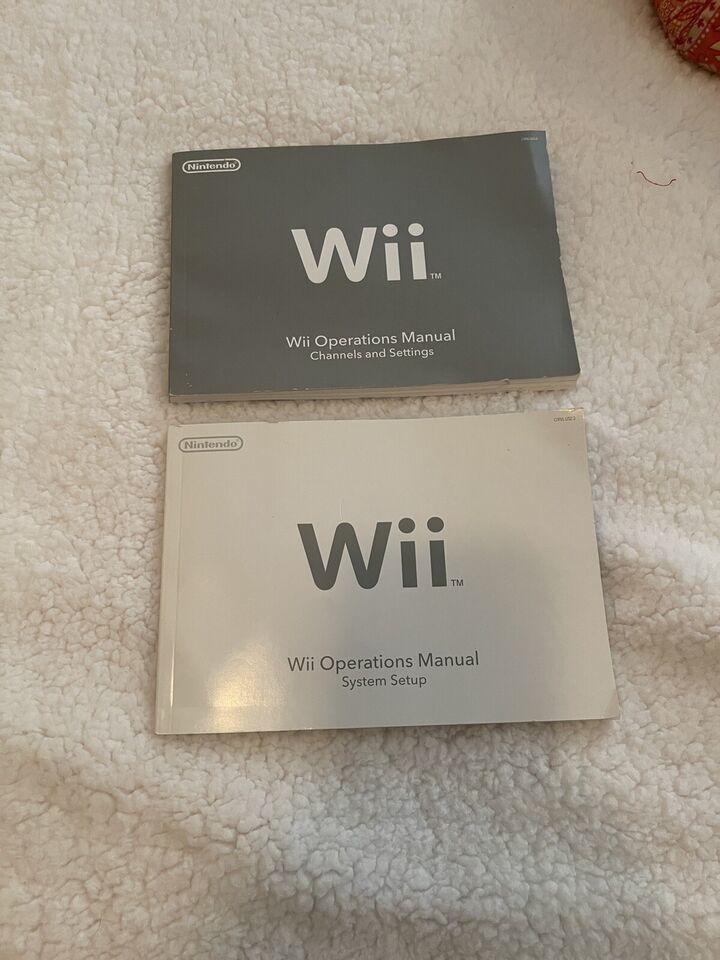 Nintendo
Wii™
Wii Operations Manual
Channels and Settings
Nintendo
Wii™
Wii Operations Manual
System Setup